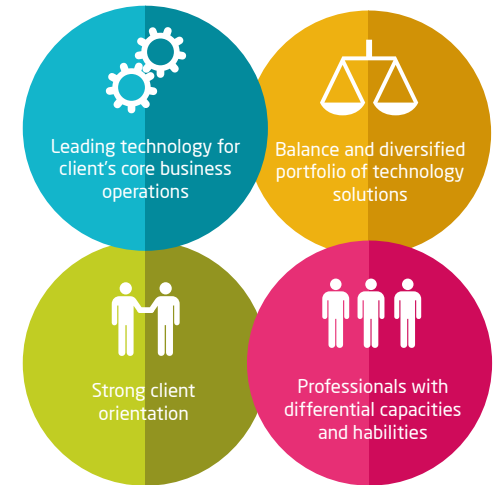 Leading technology for
client's core business
operations
Balance and diversified
portfolio of technology
solutions
Strong client
orientation
Professionals with
differential capacities
and habilities